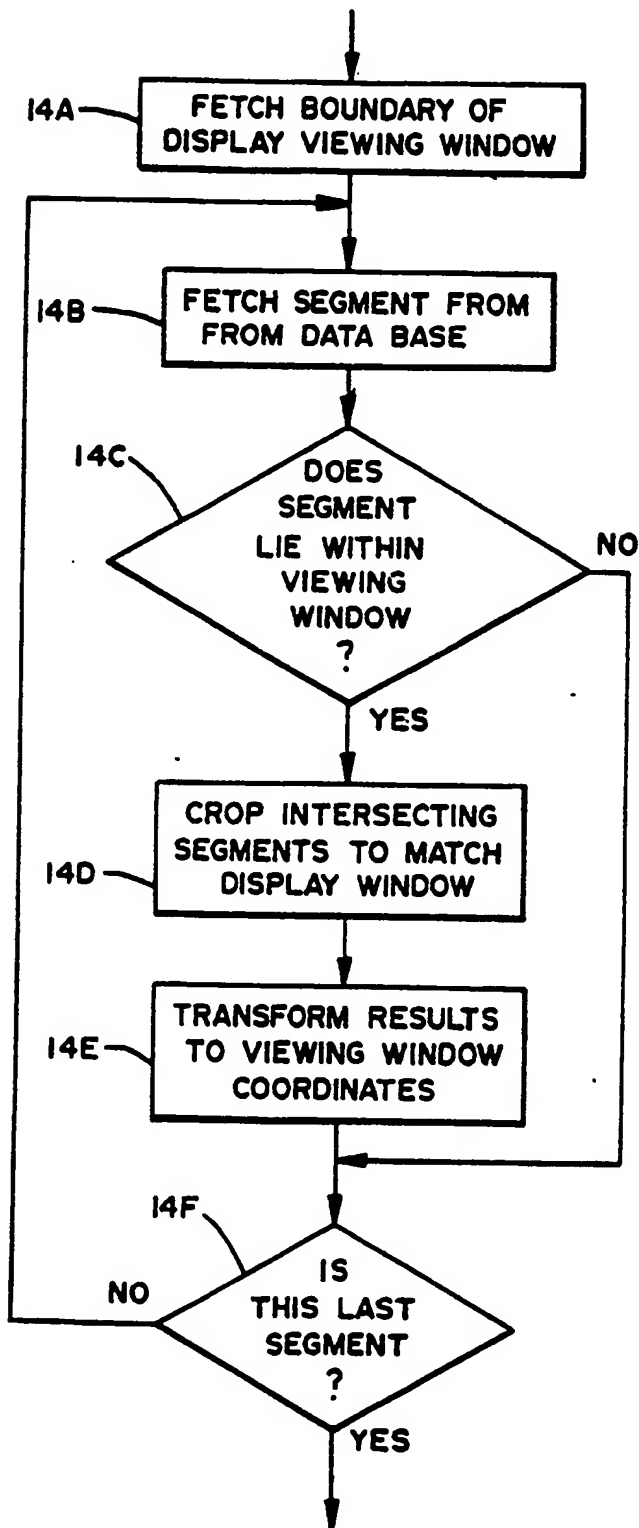 14A
FETCH BOUNDARY OF
DISPLAY VIEWING WINDOW
14B
FETCH SEGMENT FROM
FROM DATA BASE
14C
DOES
SEGMENT
LIE WITHIN
VIEWING
WINDOW
?
NO
YES
14D
CROP INTERSECTING
SEGMENTS TO MATCH
DISPLAY WINDOW
14E
TRANSFORM RESULTS
TO VIEWING WINDOW
COORDINATES
14F
IS
THIS LAST
SEGMENT
?
NO
YES